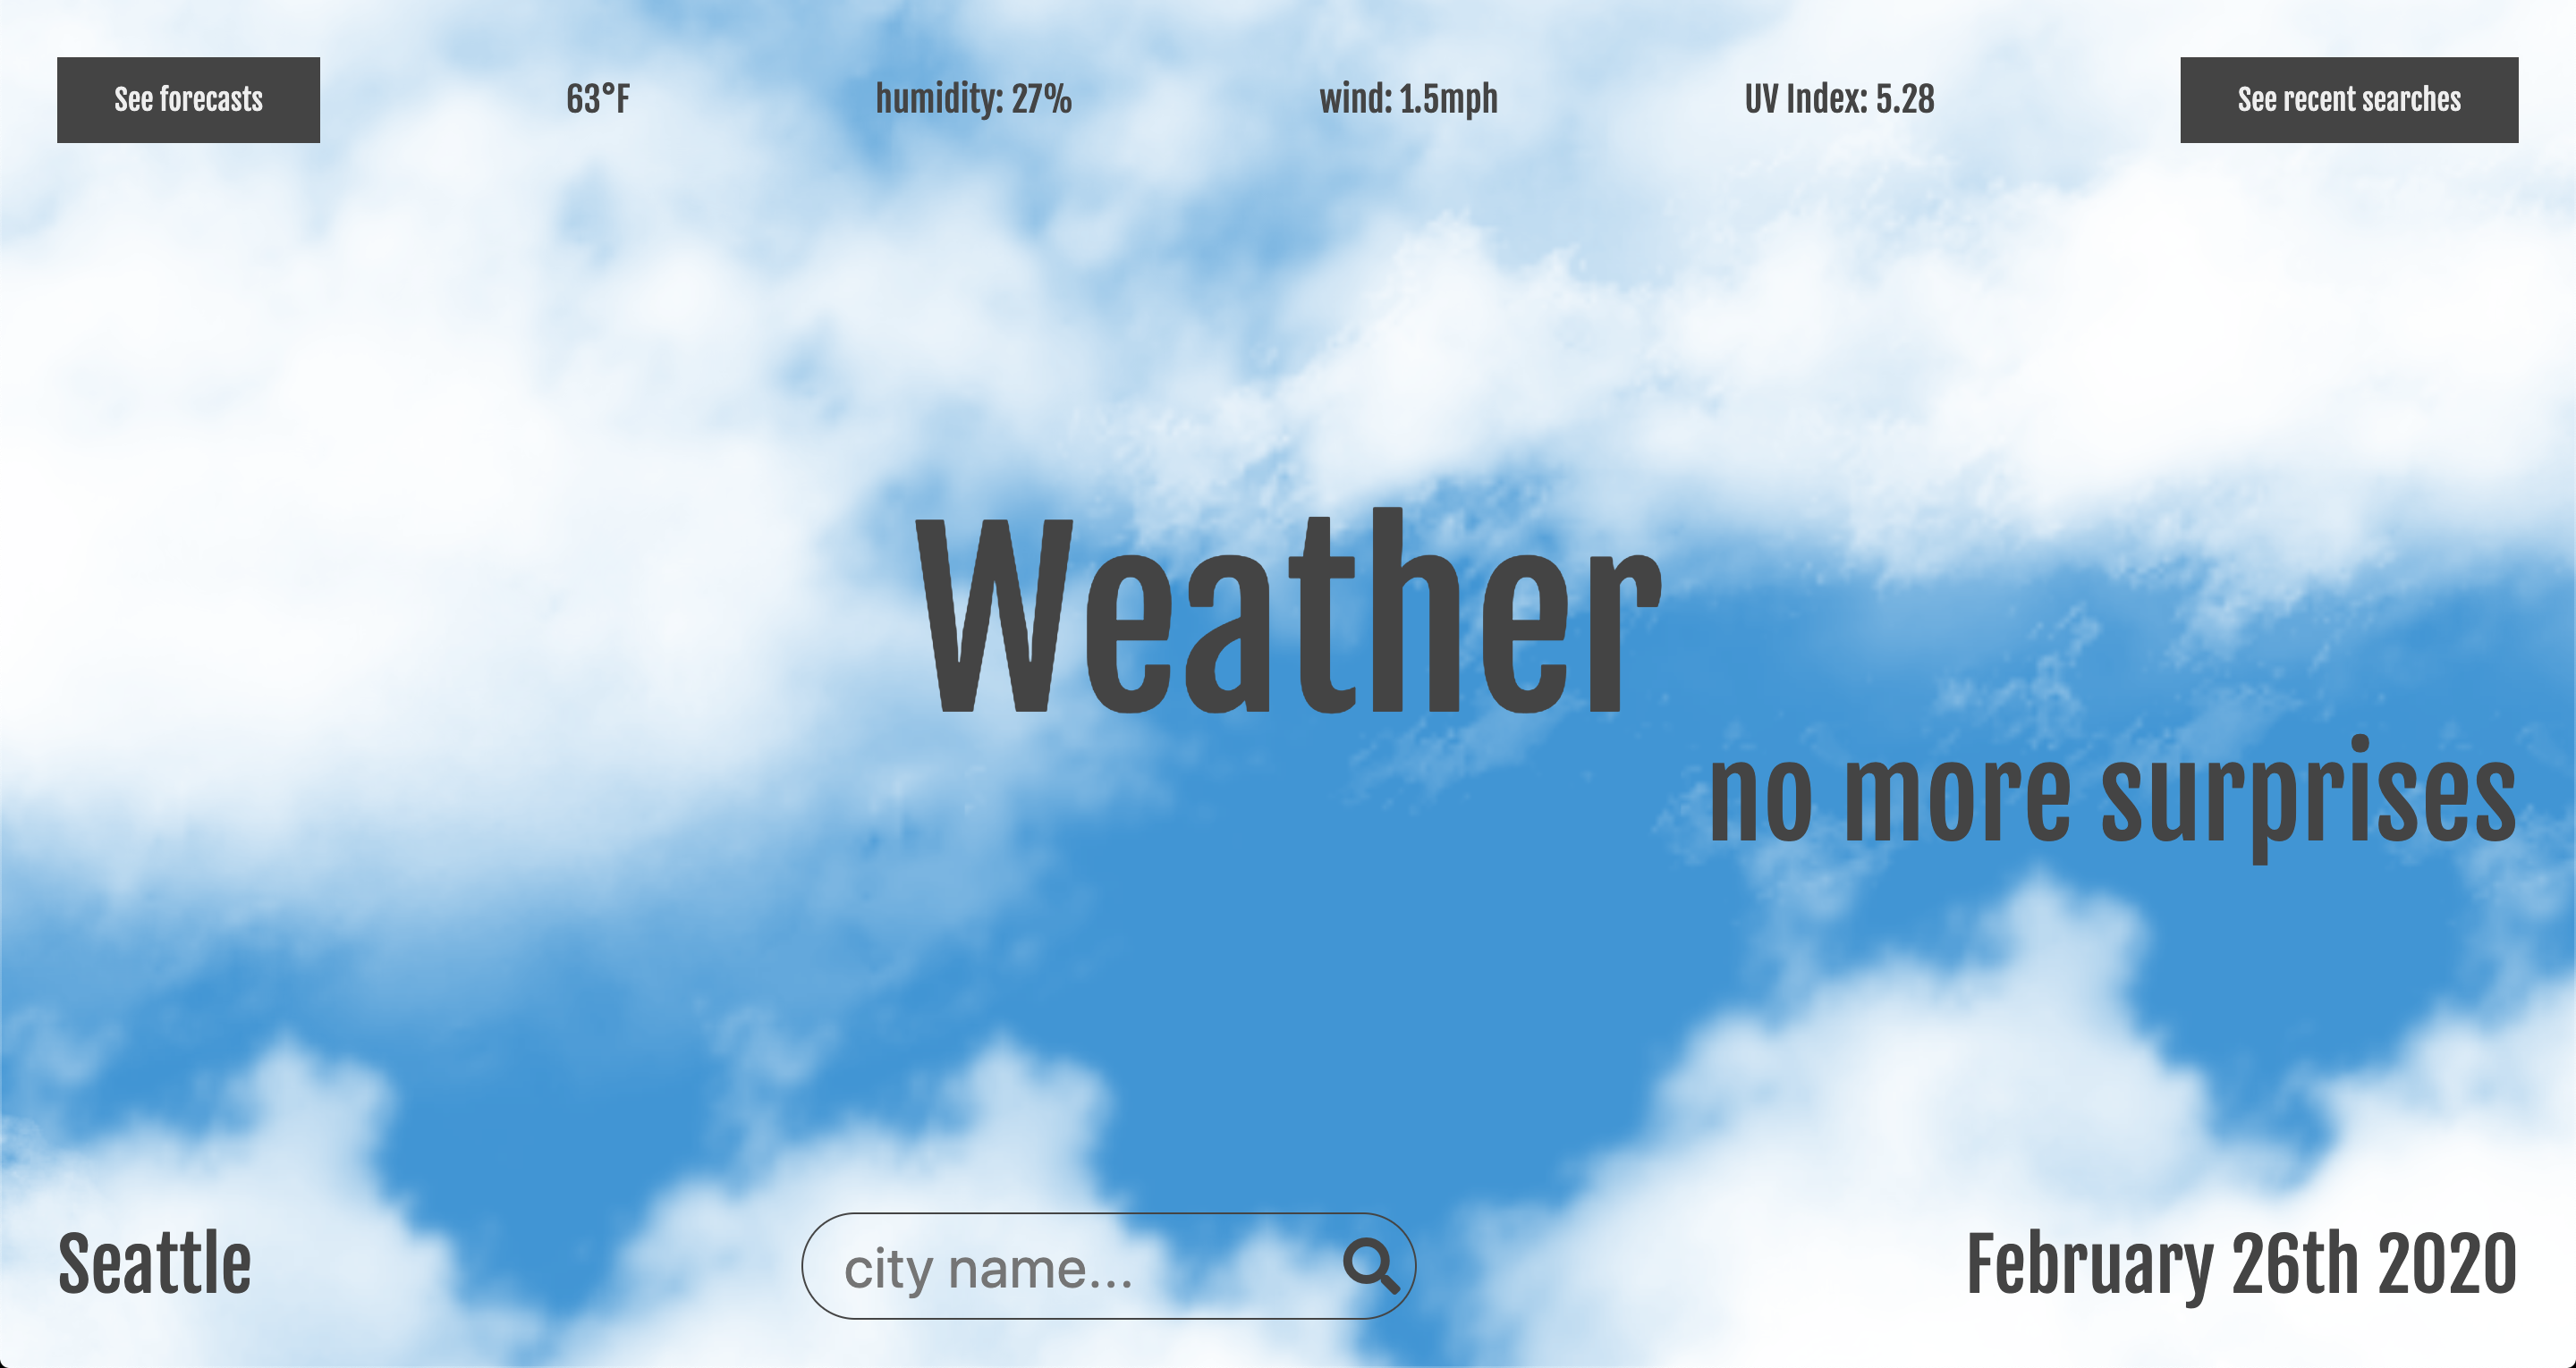 See forecasts 63°F humidity: 27% wind: 1.5mph UV Index: 5.28 See recent searches
Weather
no more surprises
Seattle city name... February 26th 2020